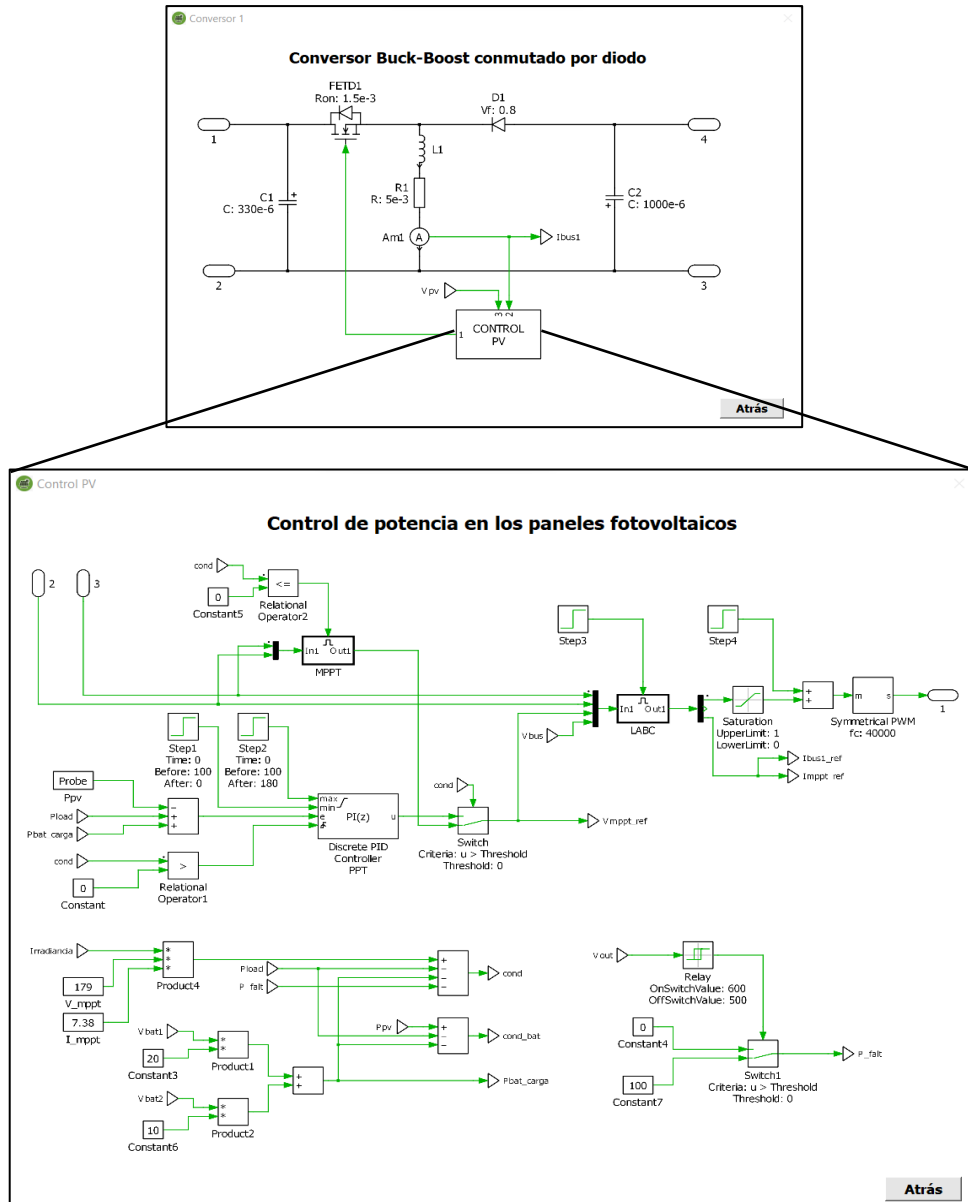 Conversor 1
Conversor Buck-Boost conmutado por diodo
FETD1
Ron: 1.5e-3
D1
Vf: 0.8
1
4
L1
C1
C: 330e-6
R1
R: 5e-3
C2
C: 1000e-6
Am1
A
Ibus1
2
3
Vpv
3
2
1
CONTROL
PV
Atrás
Control PV
Control de potencia en los paneles fotovoltaicos
2
3
cond
0
Constant5
<=
Relational
Operator2
In1
Out1
MPPT
Step3
Step4
In1
Out1
LABC
Vbus
Saturation
UpperLimit: 1
LowerLimit: 0
+
+
m
s
Symmetrical PWM
fc: 40000
1
Ibus1_ref
Imppt_ref
Step1
Time: 0
Before: 100
After: 0
Step2
Time: 0
Before: 100
After: 180
Probe
Ppv
Pload
Pbat_carga
−
+
+
max
min
e
PI(z)
u
Discrete PID
Controller
PPT
cond
Switch
Criteria: u > Threshold
Threshold: 0
Vmppt_ref
cond
0
Constant
>
Relational
Operator1
Irradiancia
179
V_mppt
7.38
I_mppt
*
*
*
Product4
Pload
P_falt
+
−
−
−
cond
Ppv
+
−
−
cond_bat
Vbat1
20
Constant3
*
*
Product1
Vbat2
10
Constant6
*
*
Product2
+
+
Pbat_carga
Vout
Relay
OnSwitchValue: 600
OffSwitchValue: 500
0
Constant4
100
Constant7
Switch1
Criteria: u > Threshold
Threshold: 0
P_falt
Atrás